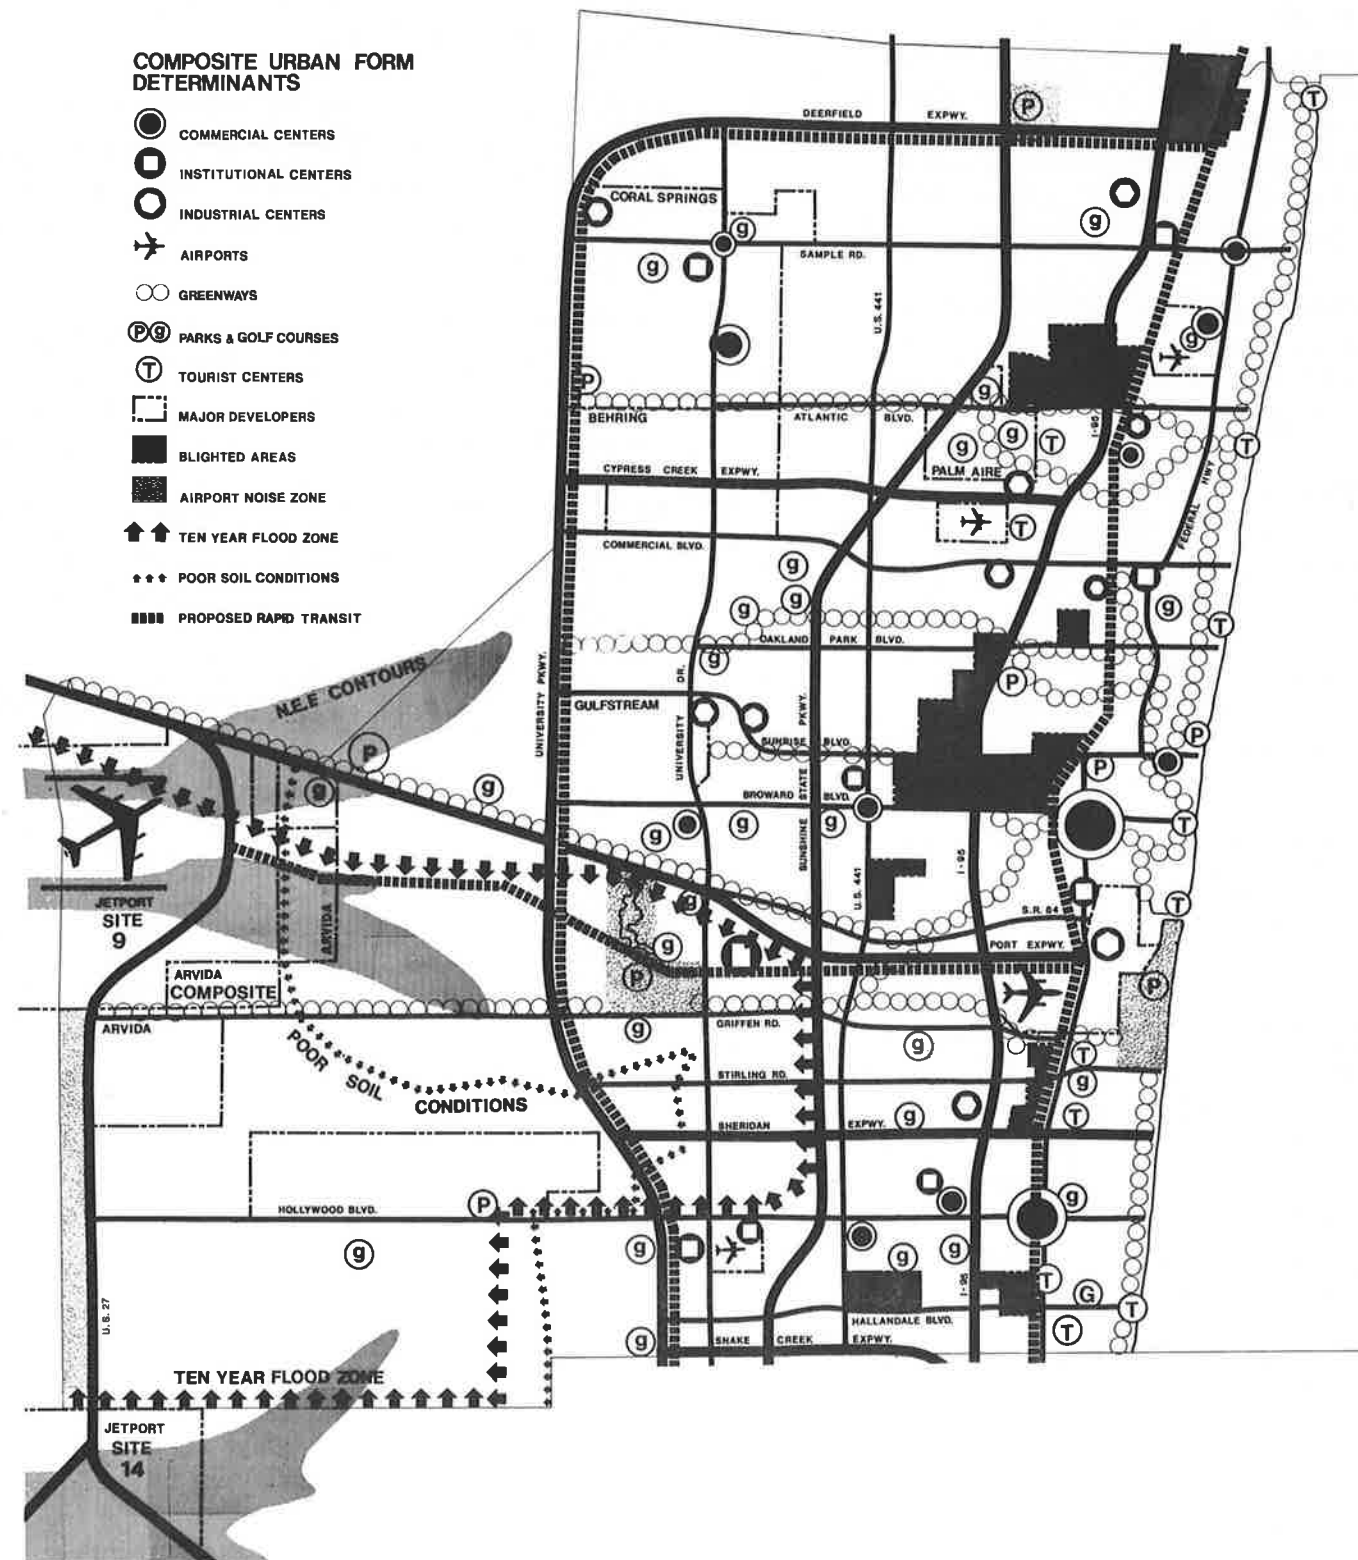 COMPOSITE URBAN FORM
DETERMINANTS
COMMERCIAL CENTERS
INSTITUTIONAL CENTERS
INDUSTRIAL CENTERS
AIRPORTS
GREENWAYS
P g PARKS & GOLF COURSES
T TOURIST CENTERS
MAJOR DEVELOPERS
BLIGHTED AREAS
AIRPORT NOISE ZONE
TEN YEAR FLOOD ZONE
POOR SOIL CONDITIONS
PROPOSED RAPID TRANSIT
DEERFIELD EXPWY.
P
T
CORAL SPRINGS
g
g
SAMPLE RD.
g
U.S. 441
g
P
g
BEHRING
ATLANTIC BLVD.
I-95
g
g
T
T
PALM AIRE
CYPRESS CREEK EXPWY.
FEDERAL HWY
T
COMMERCIAL BLVD.
g
g
g
g
T
OAKLAND PARK BLVD.
g
N.E.F. CONTOURS
UNIVERSITY PKWY.
UNIVERSITY DR.
P
GULFSTREAM
SUNSHINE STATE PKWY.
SUNRISE BLVD.
P
P
P
g
g
BROWARD BLVD.
g
g
g
T
I-95
U.S. 441
JETPORT
SITE
9
ARVIDA
g
T
S.R. 84
PORT EXPWY.
g
P
P
ARVIDA
COMPOSITE
ARVIDA
g
GRIFFEN RD.
g
POOR SOIL CONDITIONS
T
STIRLING RD.
g
g
T
SHERIDAN EXPWY.
P
g
HOLLYWOOD BLVD.
g
g
g
g
I-95
T
G
T
U.S. 27
HALLANDALE BLVD.
T
g
SNAKE CREEK EXPWY.
TEN YEAR FLOOD ZONE
JETPORT
SITE
14